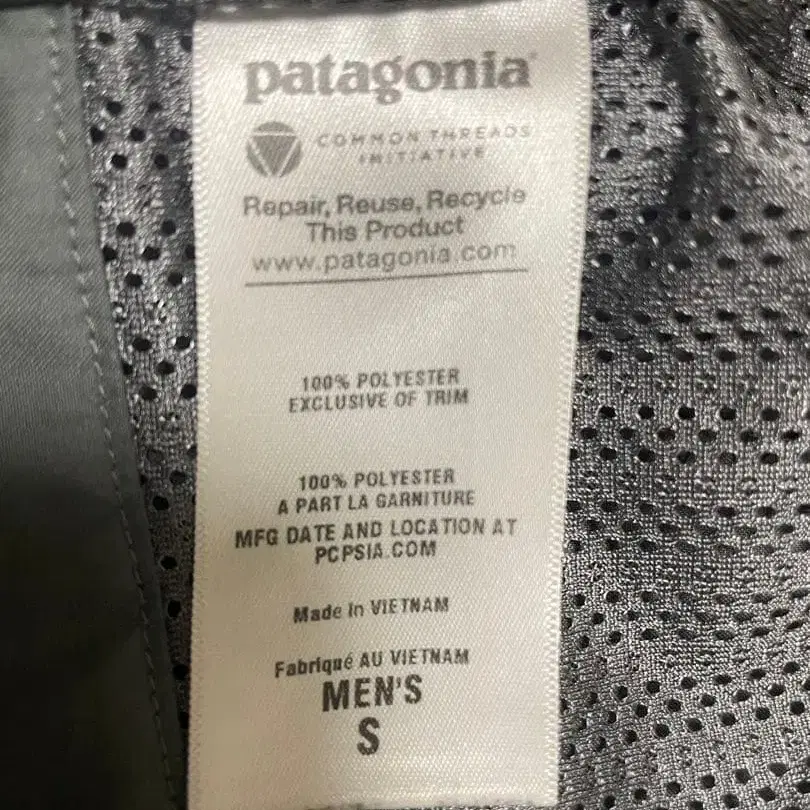 patagonia®
COMMON THREADS
INITIATIVE
Repair, Reuse, Recycle
This Product
www.patagonia.com
100% POLYESTER
EXCLUSIVE OF TRIM
100% POLYESTER
A PART LA GARNITURE
MFG DATE AND LOCATION AT
PCPSIA.COM
Made in VIETNAM
Fabriqué AU VIETNAM
MEN'S
S